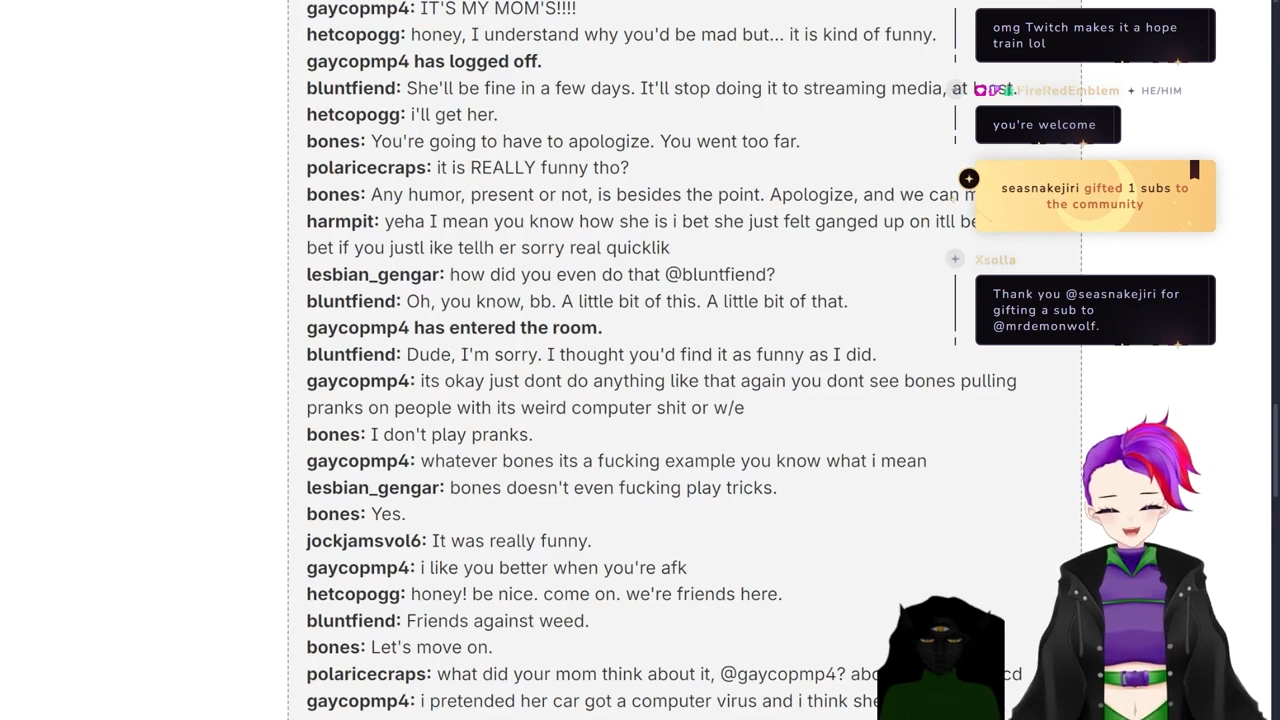 gaycopmp4: IT'S MY MOM'S!!!!
hetcopogg: honey, I understand why you'd be mad but... it is kind of funny.
gaycopmp4 has logged off.
bluntfiend: She'll be fine in a few days. It'll stop doing it to streaming media, at
hetcopogg: i'll get her.
bones: You're going to have to apologize. You went too far.
polaricecraps: it is REALLY funny tho?
bones: Any humor, present or not, is besides the point. Apologize, and we can
harmpit: yeha I mean you know how she is i bet she just felt ganged up on itll be
bet if you justl ike tellh er sorry real quicklik
lesbian_gengar: how did you even do that @bluntfiend?
bluntfiend: Oh, you know, bb. A little bit of this. A little bit of that.
gaycopmp4 has entered the room.
bluntfiend: Dude, I'm sorry. I thought you'd find it as funny as I did.
gaycopmp4: its okay just dont do anything like that again you dont see bones pulling
pranks on people with its weird computer shit or w/e
bones: I don't play pranks.
gaycopmp4: whatever bones its a fucking example you know what i mean
lesbian_gengar: bones doesn't even fucking play tricks.
bones: Yes.
jockjamsvol6: It was really funny.
gaycopmp4: i like you better when you're afk
hetcopogg: honey! be nice. come on. we're friends here.
bluntfiend: Friends against weed.
bones: Let's move on.
polaricecraps: what did your mom think about it, @gaycopmp4? cd
gaycopmp4: i pretended her car got a computer virus and i think
omg Twitch makes it a hope
train lol
FireRedEmblem HE/HIM
you're welcome
seasnakejiri gifted 1 subs to
the community
Xsolla
Thank you @seasnakejiri for
gifting a sub to
@mrdemonwolf.